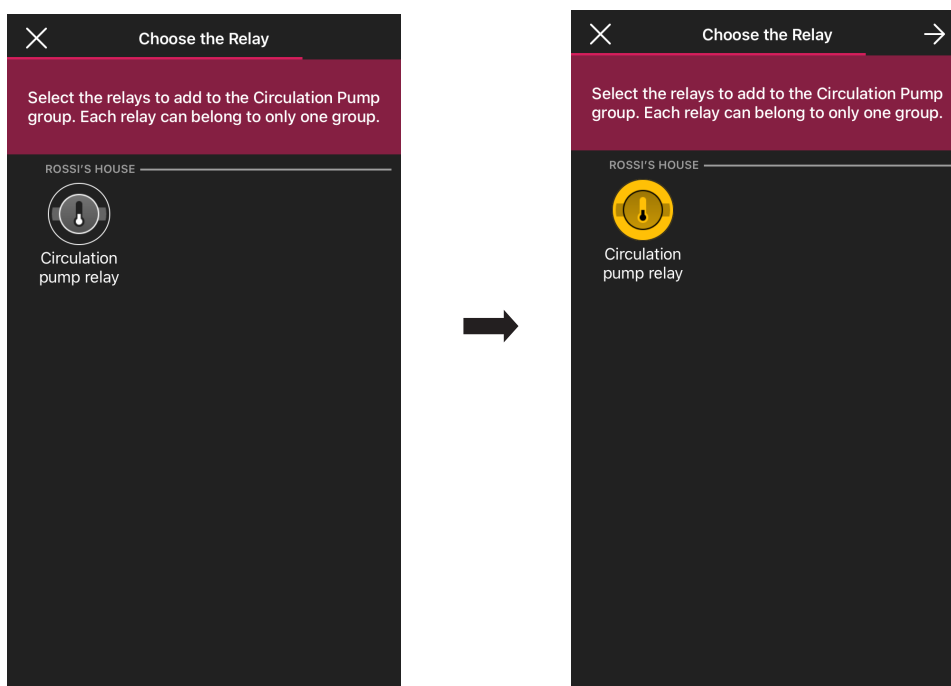 Choose the Relay
Select the relays to add to the Circulation Pump
group. Each relay can belong to only one group.
ROSSI'S HOUSE
Circulation
pump relay
Choose the Relay
Select the relays to add to the Circulation Pump
group. Each relay can belong to only one group.
ROSSI'S HOUSE
Circulation
pump relay